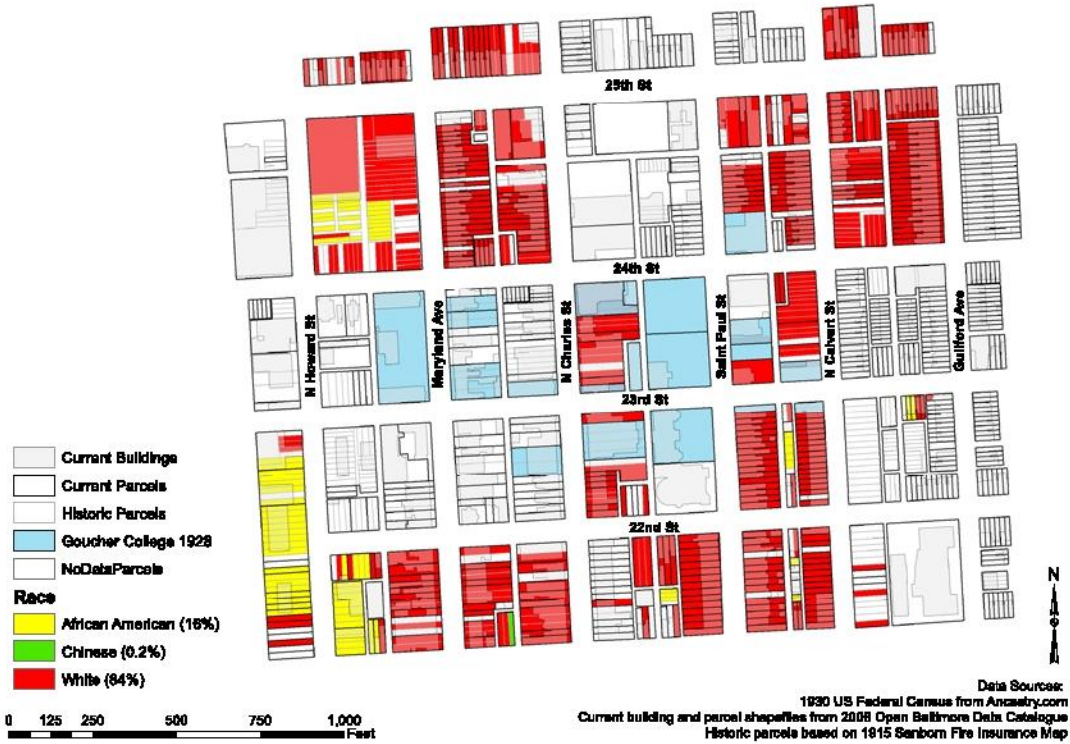 25th St
24th St
N Howard St
Maryland Ave
N Charles St
Saint Paul St
N Calvert St
Guilford Ave
23rd St
22nd St
Current Buildings
Current Parcels
Historic Parcels
Goucher College 1928
NoDataParcels
Race
African American (16%)
Chinese (0.2%)
White (84%)
0 125 250 500 750 1,000
Feet
N
Data Sources:
1930 US Federal Census from Ancestry.com
Current building and parcel shapefiles from 2006 Open Baltimore Data Catalogue
Historic parcels based on 1915 Sanborn Fire Insurance Map